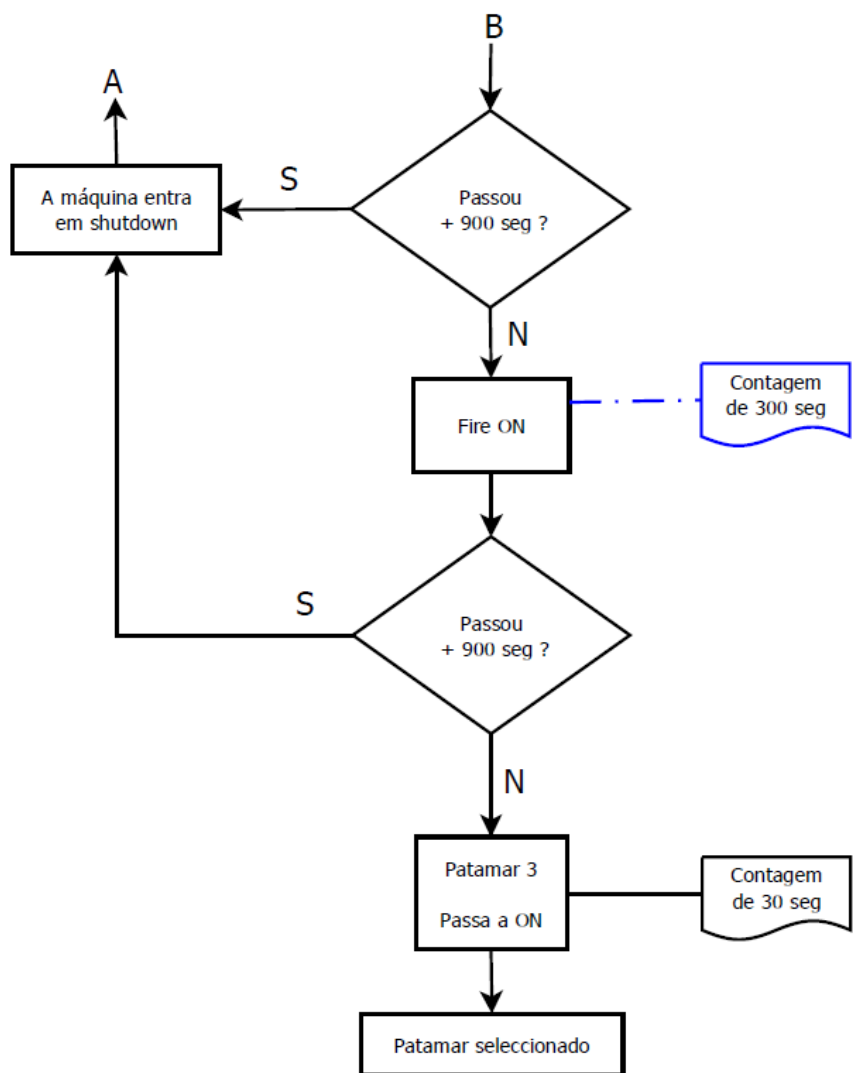 B
A
A máquina entra
em shutdown
S
Passou
+ 900 seg ?
N
Fire ON
Contagem
de 300 seg
S
Passou
+ 900 seg ?
N
Patamar 3
Passa a ON
Contagem
de 30 seg
Patamar seleccionado